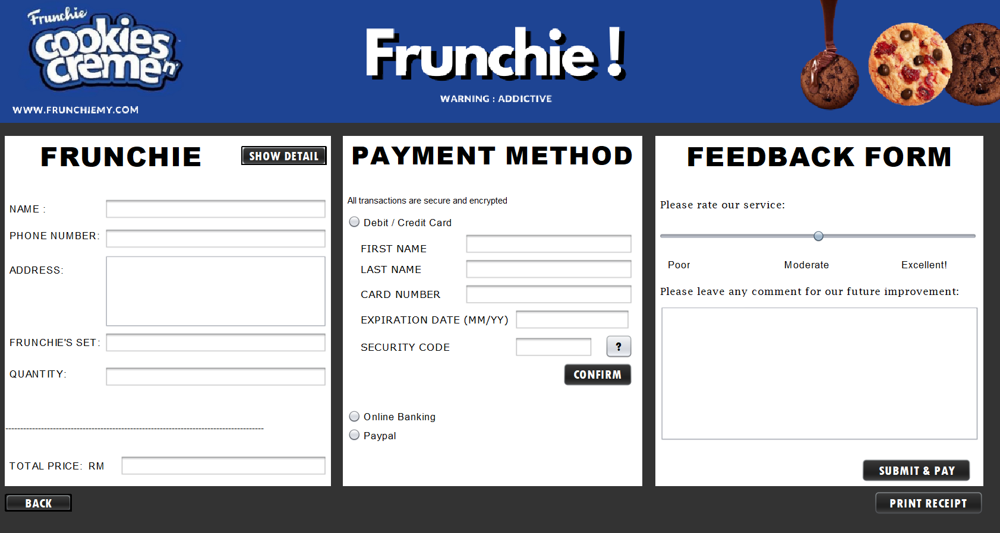 Frunchie
cookies
creme 'n'
WWW.FRUNCHIEMY.COM
Frunchie!
WARNING : ADDICTIVE
FRUNCHIE
SHOW DETAIL
NAME :
PHONE NUMBER:
ADDRESS:
FRUNCHIE'S SET:
QUANTITY:
---------------------------------------------------------------------------------------
TOTAL PRICE: RM
BACK
PAYMENT METHOD
All transactions are secure and encrypted
Debit / Credit Card
FIRST NAME
LAST NAME
CARD NUMBER
EXPIRATION DATE (MM/YY)
SECURITY CODE
?
CONFIRM
Online Banking
Paypal
FEEDBACK FORM
Please rate our service:
Poor Moderate Excellent!
Please leave any comment for our future improvement:
SUBMIT & PAY
PRINT RECEIPT